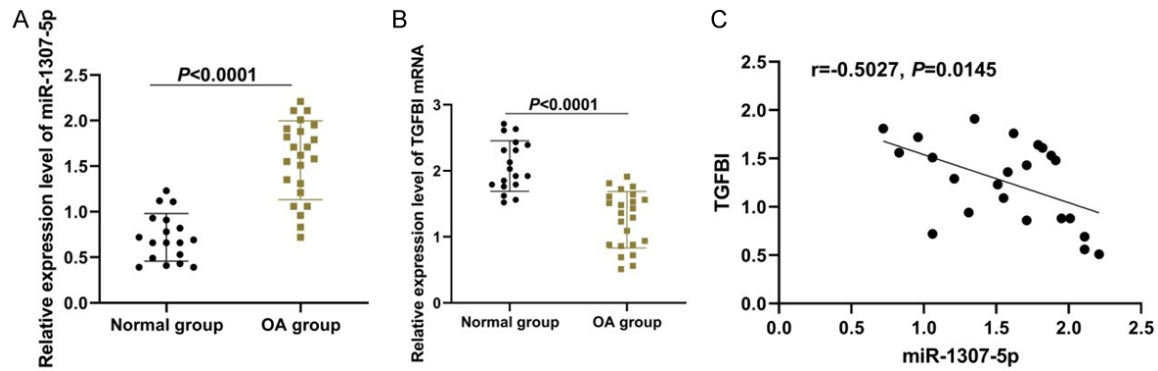 A
Relative expression level of miR-1307-5p
2.5
2.0
1.5
1.0
0.5
0.0
P<0.0001
Normal group
OA group
B
Relative expression level of TGFBI mRNA
3
2
1
0
P<0.0001
Normal group
OA group
C
TGFBI
2.5
2.0
1.5
1.0
0.5
0.0
r=-0.5027, P=0.0145
0.0
0.5
1.0
1.5
2.0
2.5
miR-1307-5p